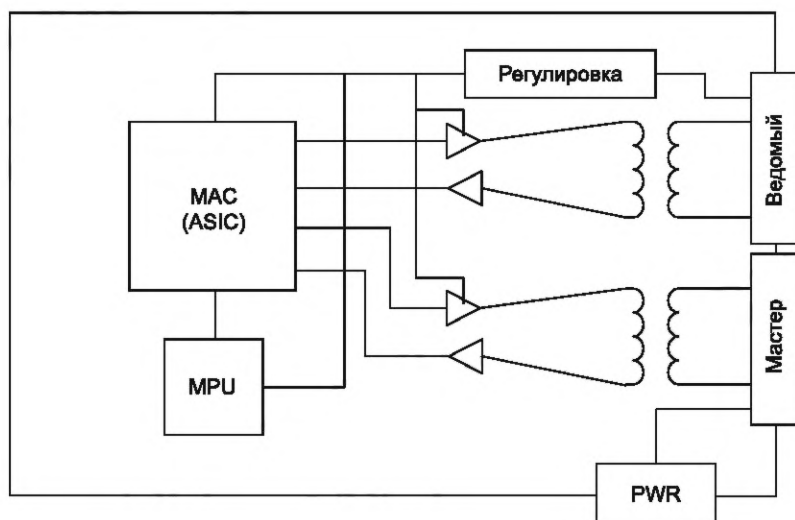 Регулировка
Ведомый
MAC
(ASIC)
Мастер
MPU
PWR